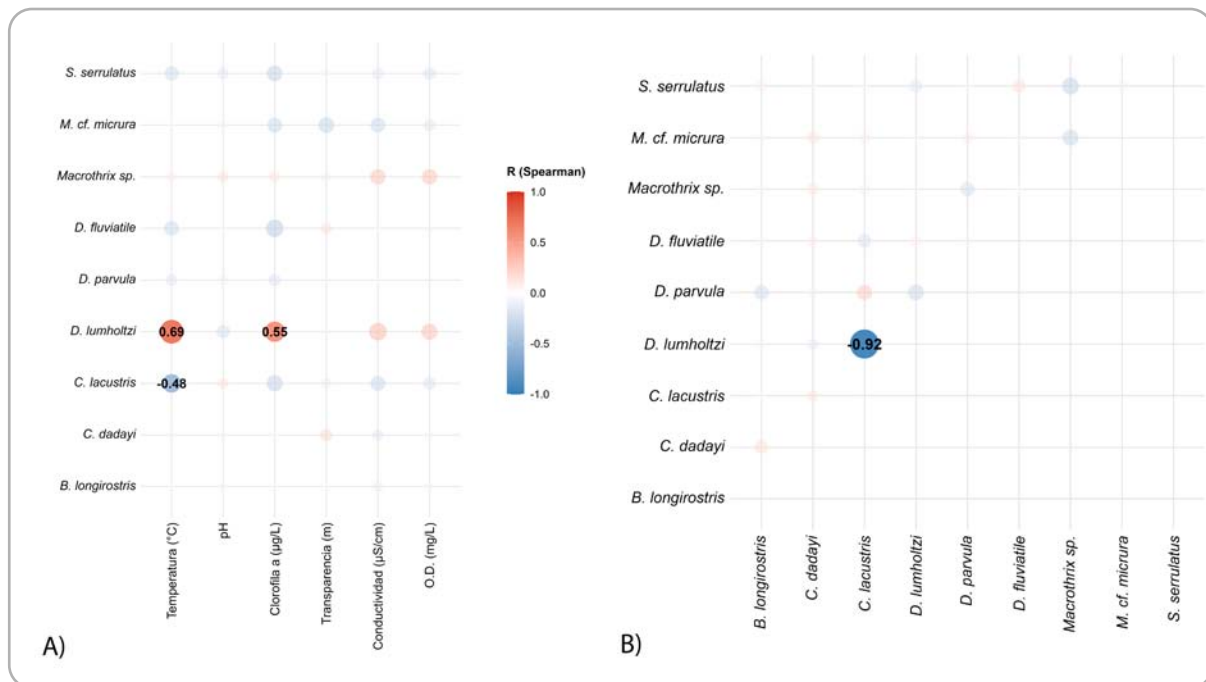 S. serrulatus
M. cf. micrura
Macrothrix sp.
D. fluviatile
D. parvula
D. lumholtzi
C. lacustris
C. dadayi
B. longirostris
0.69
0.55
-0.48
Temperatura (°C)
pH
Clorofila a (µg/L)
Transparencia (m)
Conductividad (µS/cm)
O.D. (mg/L)
A)
R (Spearman)
1.0
0.5
0.0
-0.5
-1.0
S. serrulatus
M. cf. micrura
Macrothrix sp.
D. fluviatile
D. parvula
D. lumholtzi
C. lacustris
C. dadayi
B. longirostris
-0.92
B. longirostris
C. dadayi
C. lacustris
D. lumholtzi
D. parvula
D. fluviatile
Macrothrix sp.
M. cf. micrura
S. serrulatus
B)